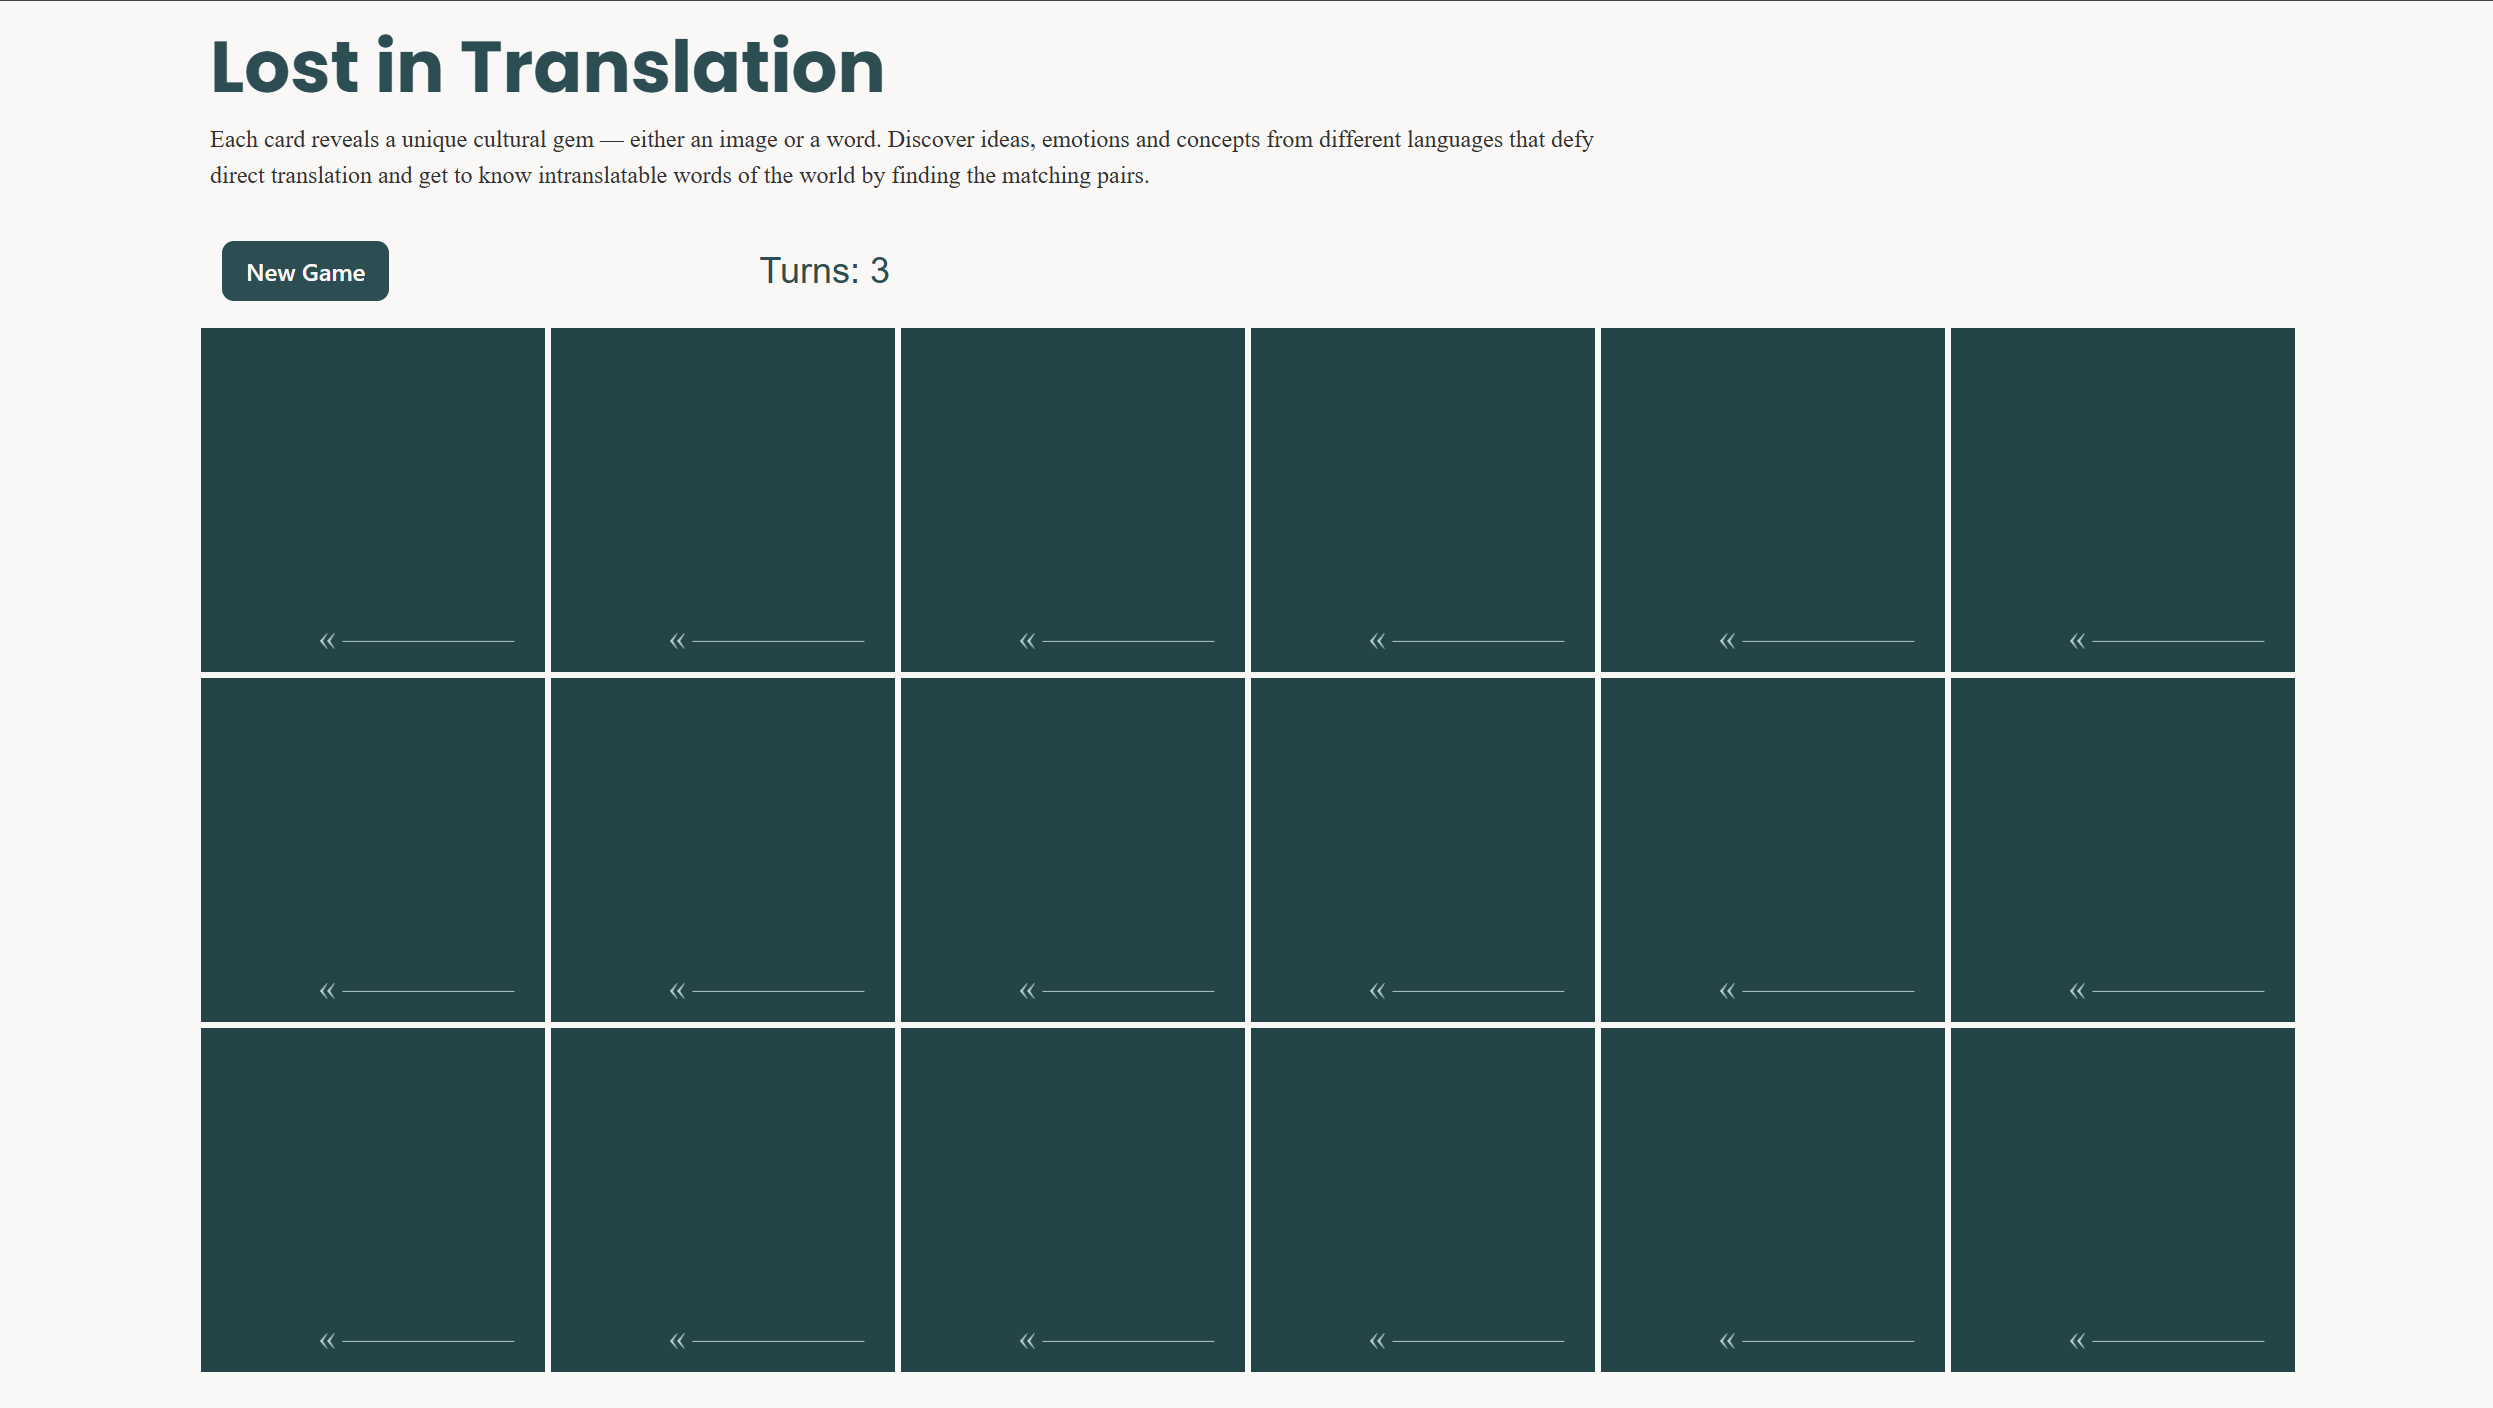 Lost in Translation
Each card reveals a unique cultural gem — either an image or a word. Discover ideas, emotions and concepts from different languages that defy
direct translation and get to know intranslatable words of the world by finding the matching pairs.
New Game
Turns: 3
« « « « « «
« « « « « «
« « « « « «